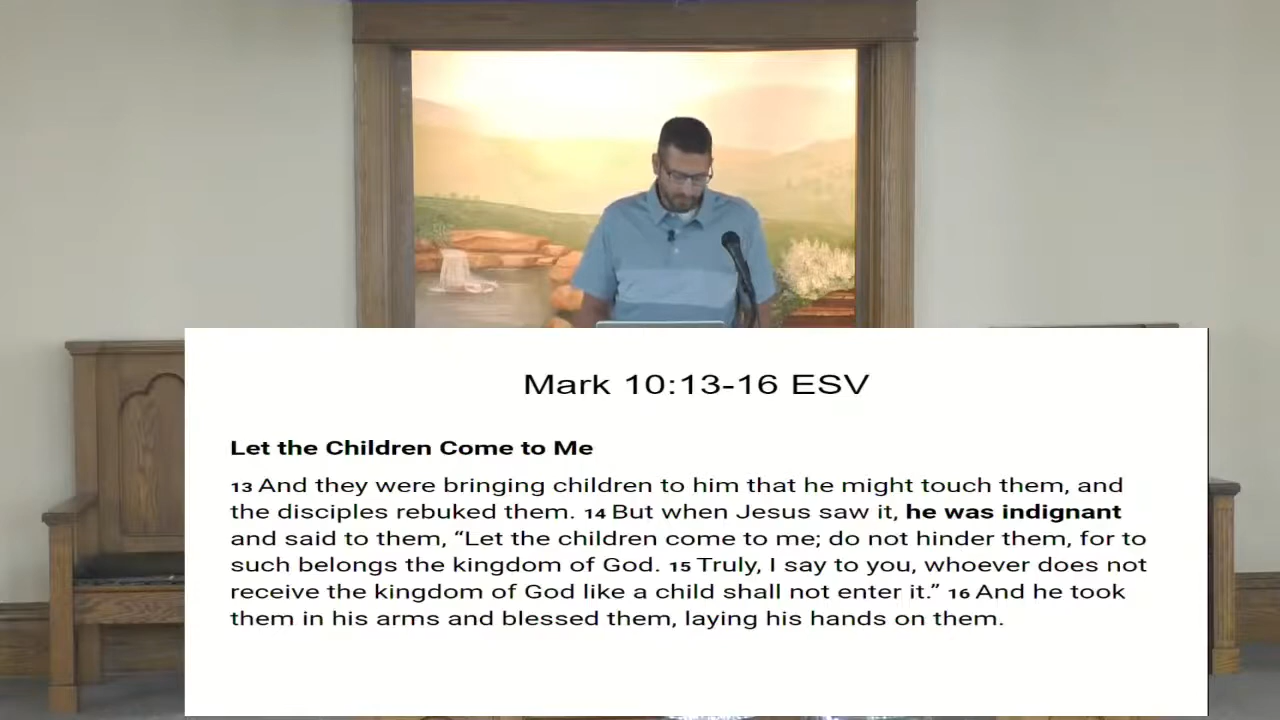 Mark 10:13-16 ESV
Let the Children Come to Me
13 And they were bringing children to him that he might touch them, and
the disciples rebuked them. 14 But when Jesus saw it, he was indignant
and said to them, “Let the children come to me; do not hinder them, for to
such belongs the kingdom of God. 15 Truly, I say to you, whoever does not
receive the kingdom of God like a child shall not enter it.” 16 And he took
them in his arms and blessed them, laying his hands on them.